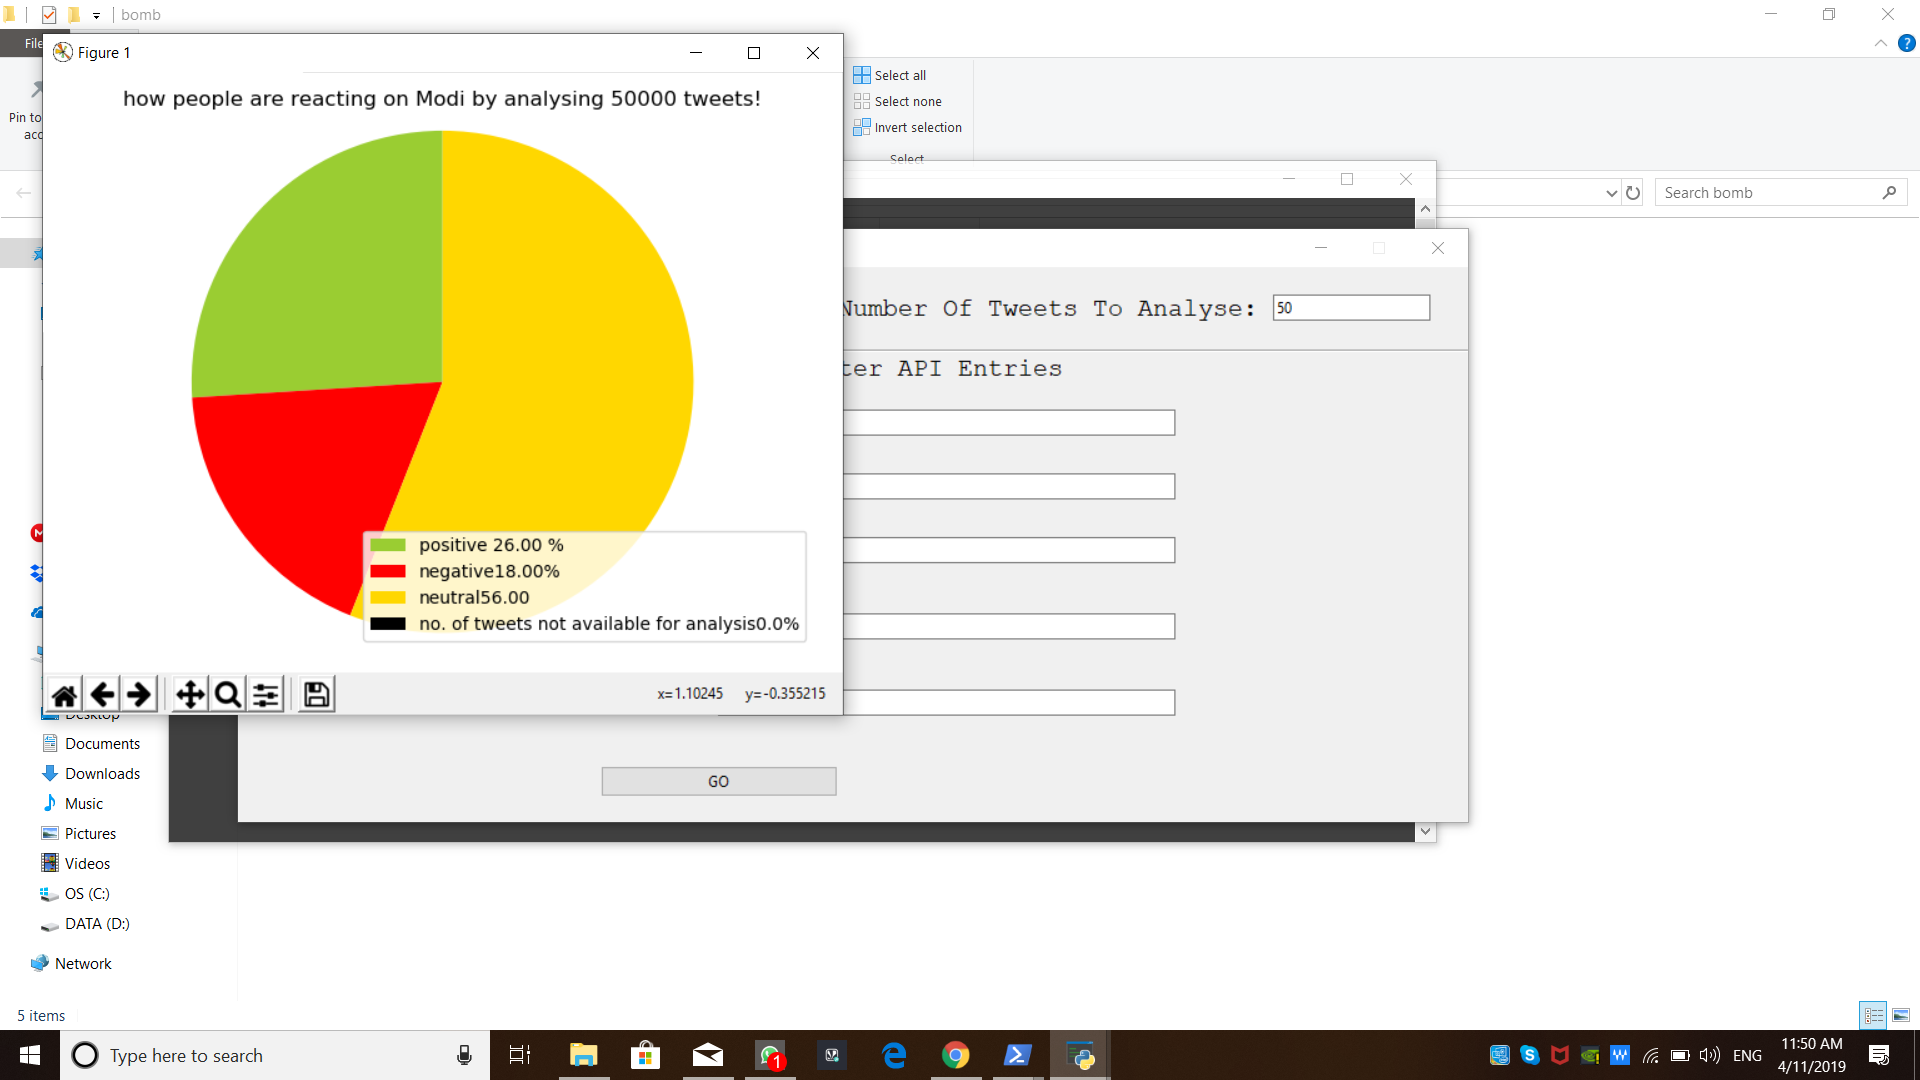 bomb
File
Figure 1
Pin to
acc
Select all
Select none
Invert selection
Select
how people are reacting on Modi by analysing 50000 tweets!
Search bomb
Number Of Tweets To Analyse: 50
ter API Entries
positive 26.00 %
negative18.00%
neutral56.00
no. of tweets not available for analysis0.0%
x=1.10245 y=-0.355215
Desktop
Documents
Downloads
Music
Pictures
Videos
OS (C:)
DATA (D:)
Network
GO
5 items
Type here to search
1
ENG
11:50 AM
4/11/2019